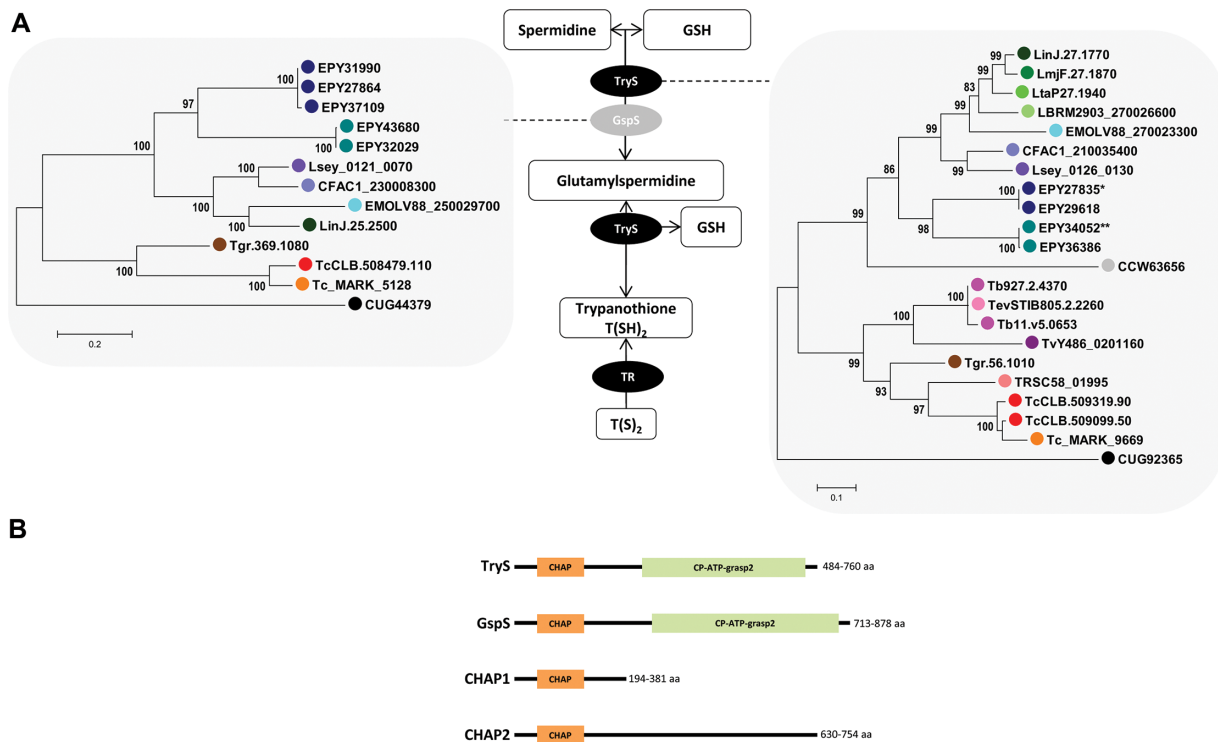 A
100
EPY31990
EPY27864
EPY37109
97
100
EPY43680
EPY32029
100
100
Lsey_0121_0070
CFAC1_230008300
100
100
EMOLV88_250029700
LinJ.25.2500
100
Tgr.369.1080
100
TcCLB.508479.110
Tc_MARK_5128
CUG44379
0.2
Spermidine
GSH
TryS
GspS
Glutamylspermidine
TryS
GSH
Trypanothione
T(SH)2
TR
T(S)2
99
LinJ.27.1770
99
LmjF.27.1870
83
LtaP27.1940
99
LBRM2903_270026600
99
EMOLV88_270023300
CFAC1_210035400
99
Lsey_0126_0130
86
100
EPY27835*
EPY29618
98
EPY34052**
100
EPY36386
99
CCW63656
Tb927.2.4370
100
TevSTIB805.2.2260
Tb11.v5.0653
100
TvY486_0201160
99
Tgr.56.1010
93
TRSC58_01995
97
TcCLB.509319.90
100
TcCLB.509099.50
Tc_MARK_9669
CUG92365
0.1
B
TryS CHAP CP-ATP-grasp2 484-760 aa
GspS CHAP CP-ATP-grasp2 713-878 aa
CHAP1 CHAP 194-381 aa
CHAP2 CHAP 630-754 aa